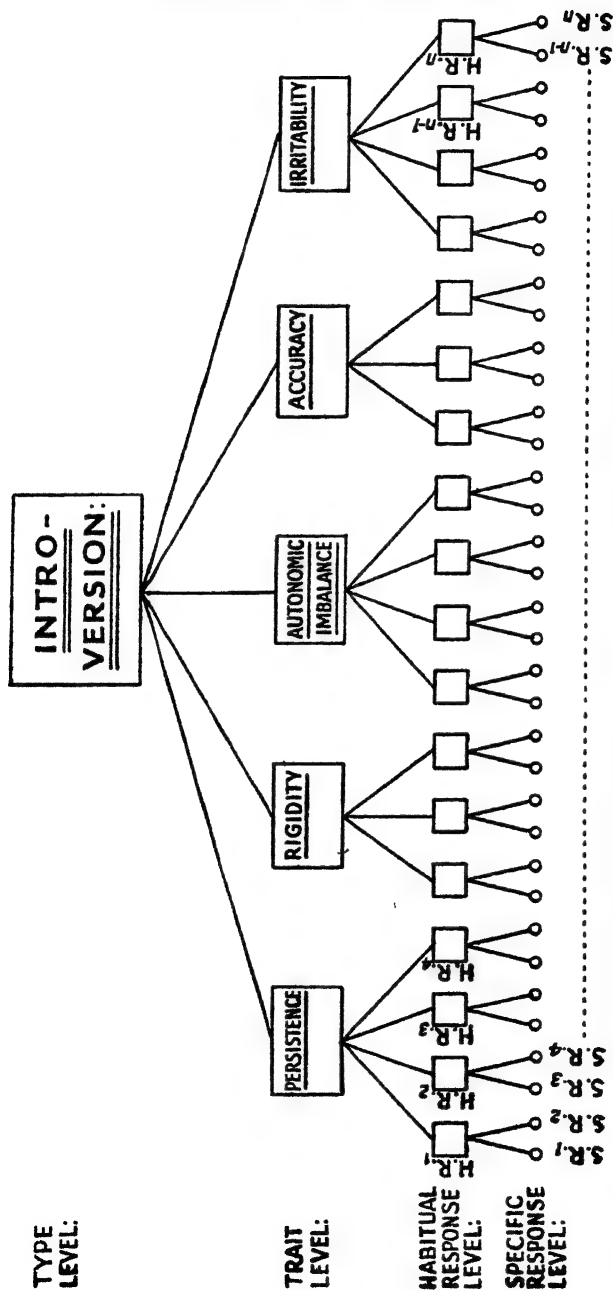 TYPE
LEVEL:
INTRO-
VERSION:
TRAIT
LEVEL:
PERSISTENCE
RIGIDITY
AUTONOMIC
IMBALANCE
ACCURACY
IRRITABILITY
HABITUAL
RESPONSE
LEVEL:
H.R.1
H.R.2
H.R.3
H.R.4
H.R.n-1
H.R.n
SPECIFIC
RESPONSE
LEVEL:
S.R.1
S.R.2
S.R.3
S.R.4
S.R.n-1
S.R.n